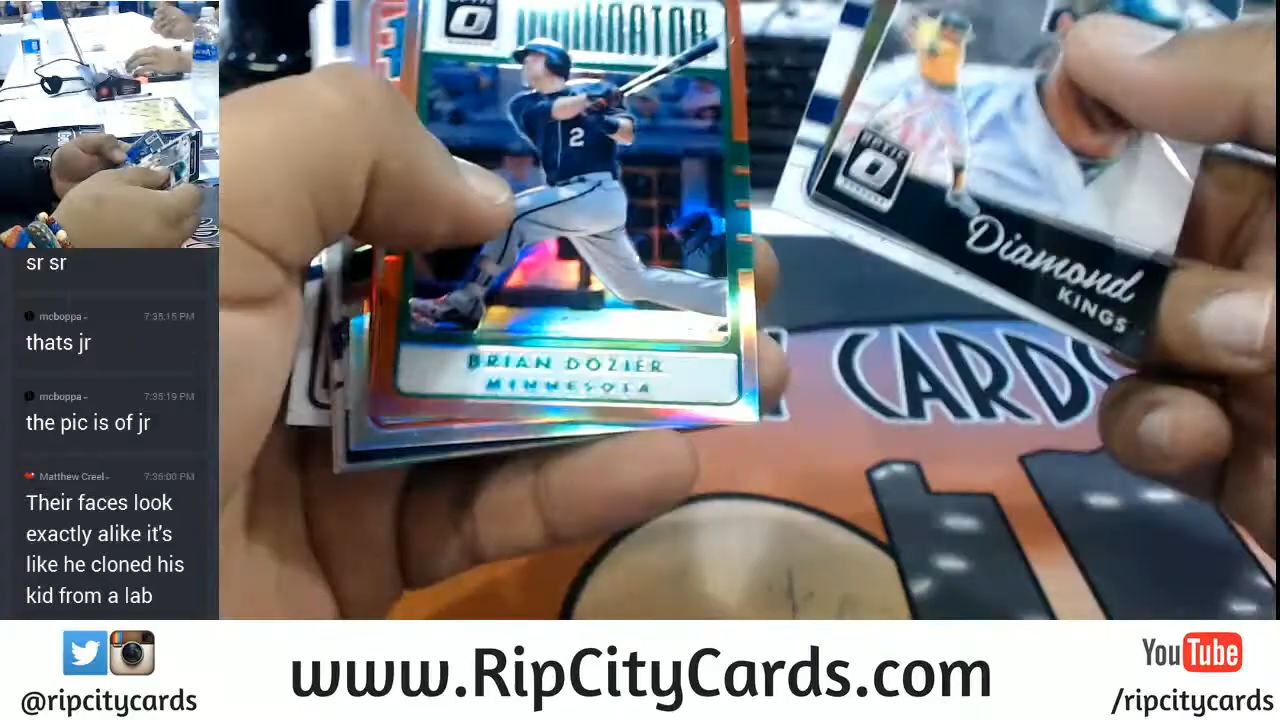 sr sr
mcboppa-
7:35:15 PM
thats jr
mcboppa-
7:35:19 PM
the pic is of jr
Matthew Creel-
7:36:00 PM
Their faces look
exactly alike it's
like he cloned his
kid from a lab
2
BRIAN DOZIER
MINNESOTA
OPTIC
Diamond
KINGS
CARDS
@ripcitycards
www.RipCityCards.com
YouTube
/ripcitycards